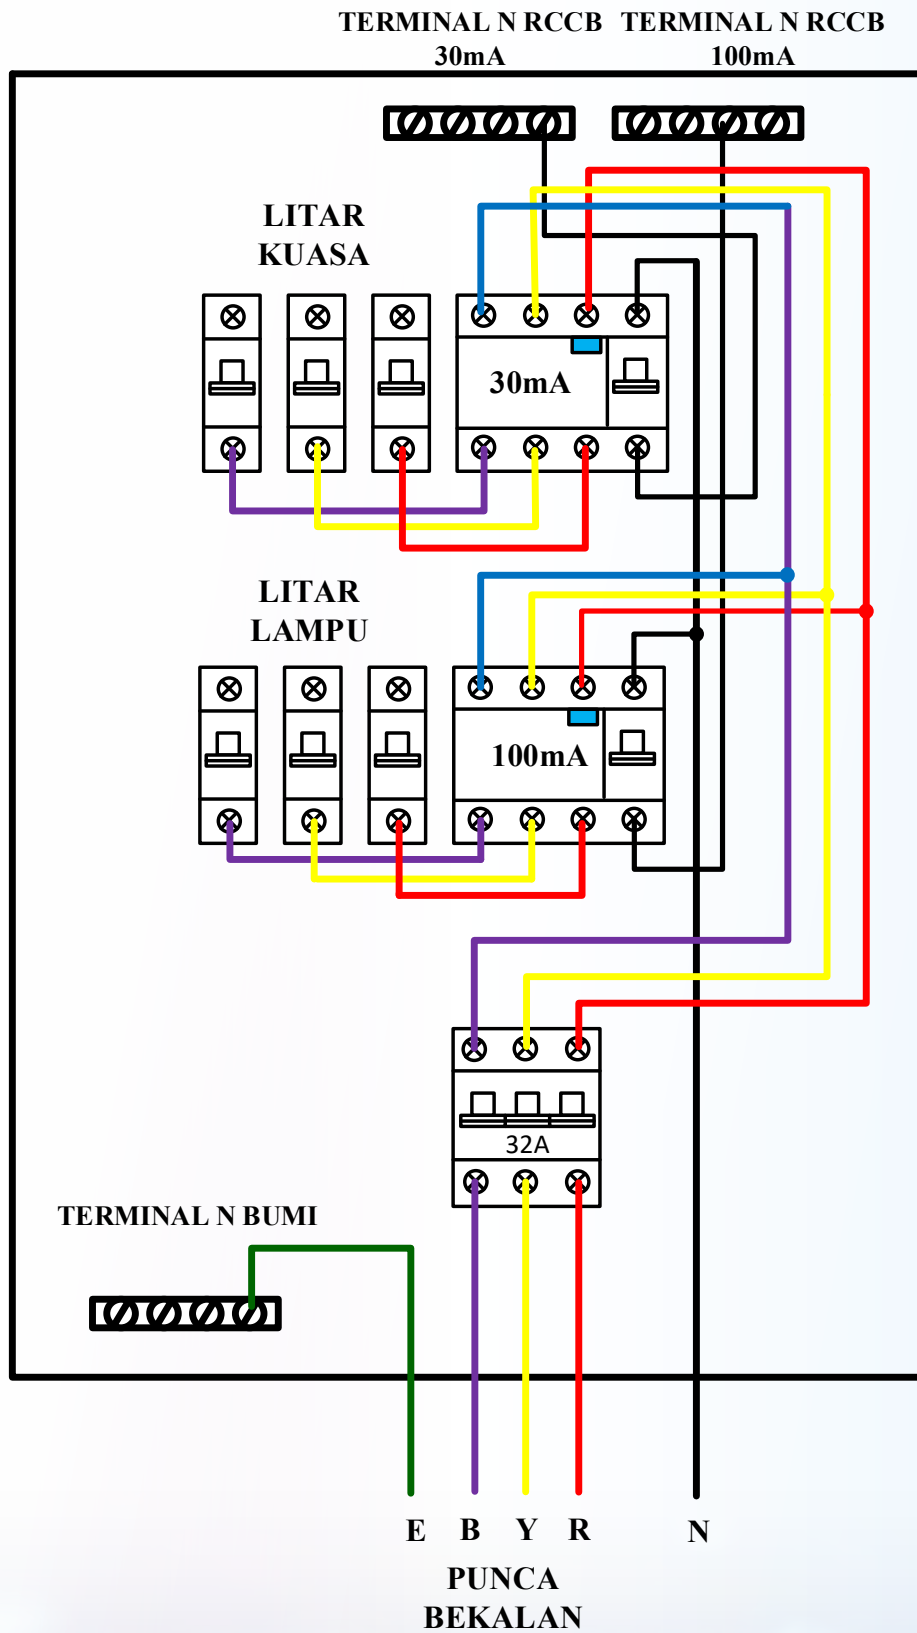 TERMINAL N RCCB
30mA
TERMINAL N RCCB
100mA
LITAR
KUASA
30mA
LITAR
LAMPU
100mA
32A
TERMINAL N BUMI
E B Y R N
PUNCA
BEKALAN